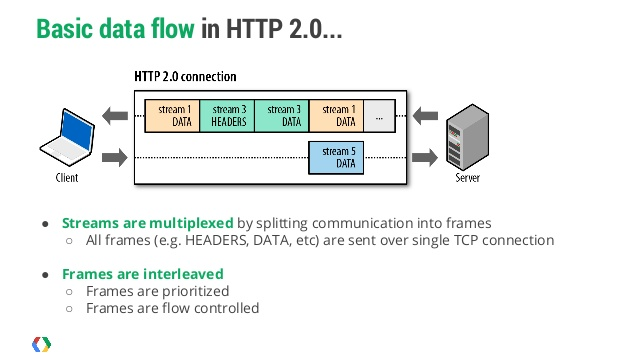 Basic data flow in HTTP 2.0...
HTTP 2.0 connection
stream 1 stream 3 stream 3 stream 1
DATA HEADERS DATA DATA ...
stream 5
DATA
Client Server
● Streams are multiplexed by splitting communication into frames
○ All frames (e.g. HEADERS, DATA, etc) are sent over single TCP connection
● Frames are interleaved
○ Frames are prioritized
○ Frames are flow controlled